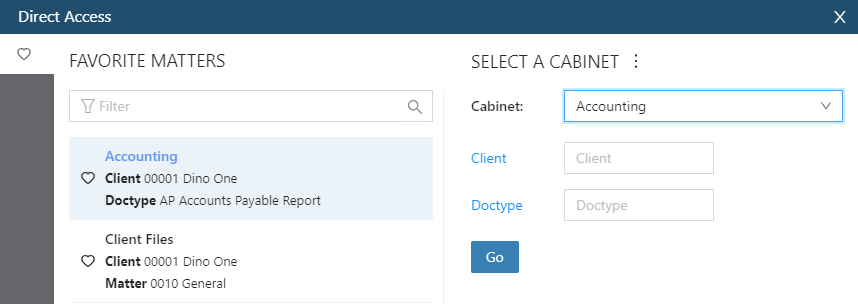 Direct Access X
FAVORITE MATTERS
Filter
Accounting
Client 00001 Dino One
Doctype AP Accounts Payable Report
Client Files
Client 00001 Dino One
Matter 0010 General
SELECT A CABINET
Cabinet: Accounting
Client Client
Doctype Doctype
Go